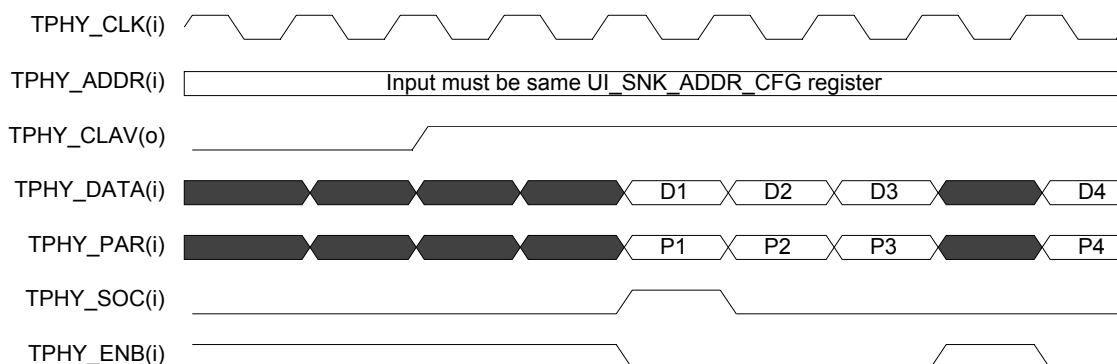 TPHY_CLK(i)
TPHY_ADDR(i) Input must be same UI_SNK_ADDR_CFG register
TPHY_CLAV(o)
TPHY_DATA(i) D1 D2 D3 D4
TPHY_PAR(i) P1 P2 P3 P4
TPHY_SOC(i)
TPHY_ENB(i)